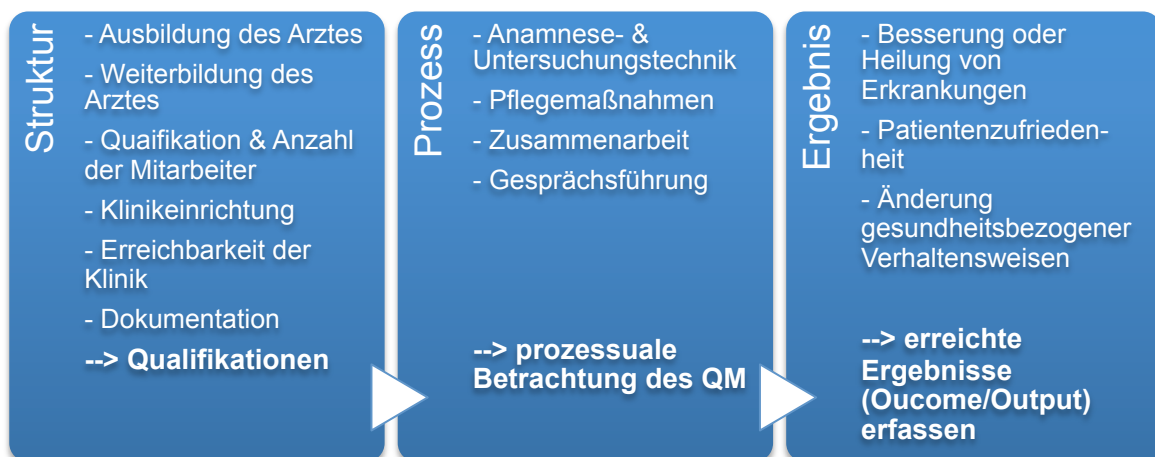 Struktur
- Ausbildung des Arztes
- Weiterbildung des
Arztes
- Quaifikation & Anzahl
der Mitarbeiter
- Klinikeinrichtung
- Erreichbarkeit der
Klinik
- Dokumentation
--> Qualifikationen
Prozess
- Anamnese- &
Untersuchungstechnik
- Pflegemaßnahmen
- Zusammenarbeit
- Gesprächsführung
--> prozessuale
Betrachtung des QM
Ergebnis
- Besserung oder
Heilung von
Erkrankungen
- Patientenzufrieden-
heit
- Änderung
gesundheitsbezogener
Verhaltensweisen
--> erreichte
Ergebnisse
(Oucome/Output)
erfassen